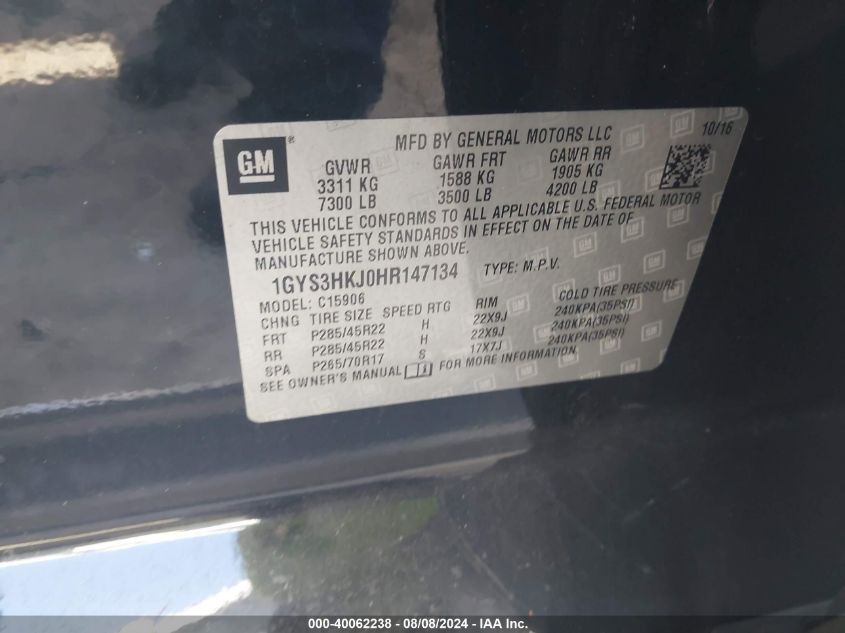 MFD BY GENERAL MOTORS LLC 10/16
GM ®
GVWR GAWR FRT GAWR RR
3311 KG 1588 KG 1905 KG
7300 LB 3500 LB 4200 LB
THIS VEHICLE CONFORMS TO ALL APPLICABLE U.S. FEDERAL MOTOR
VEHICLE SAFETY STANDARDS IN EFFECT ON THE DATE OF
MANUFACTURE SHOWN ABOVE.
1GYS3HKJ0HR147134 TYPE: M.P.V.
MODEL: C15906
CHNG TIRE SIZE SPEED RTG RIM COLD TIRE PRESSURE
FRT P285/45R22 H 22X9J 240KPA(35PSI)
RR P285/45R22 H 22X9J 240KPA(35PSI)
SPA P265/70R17 S 17X7J 240KPA(35PSI)
SEE OWNER'S MANUAL FOR MORE INFORMATION
000-40062238 - 08/08/2024 - IAA Inc.